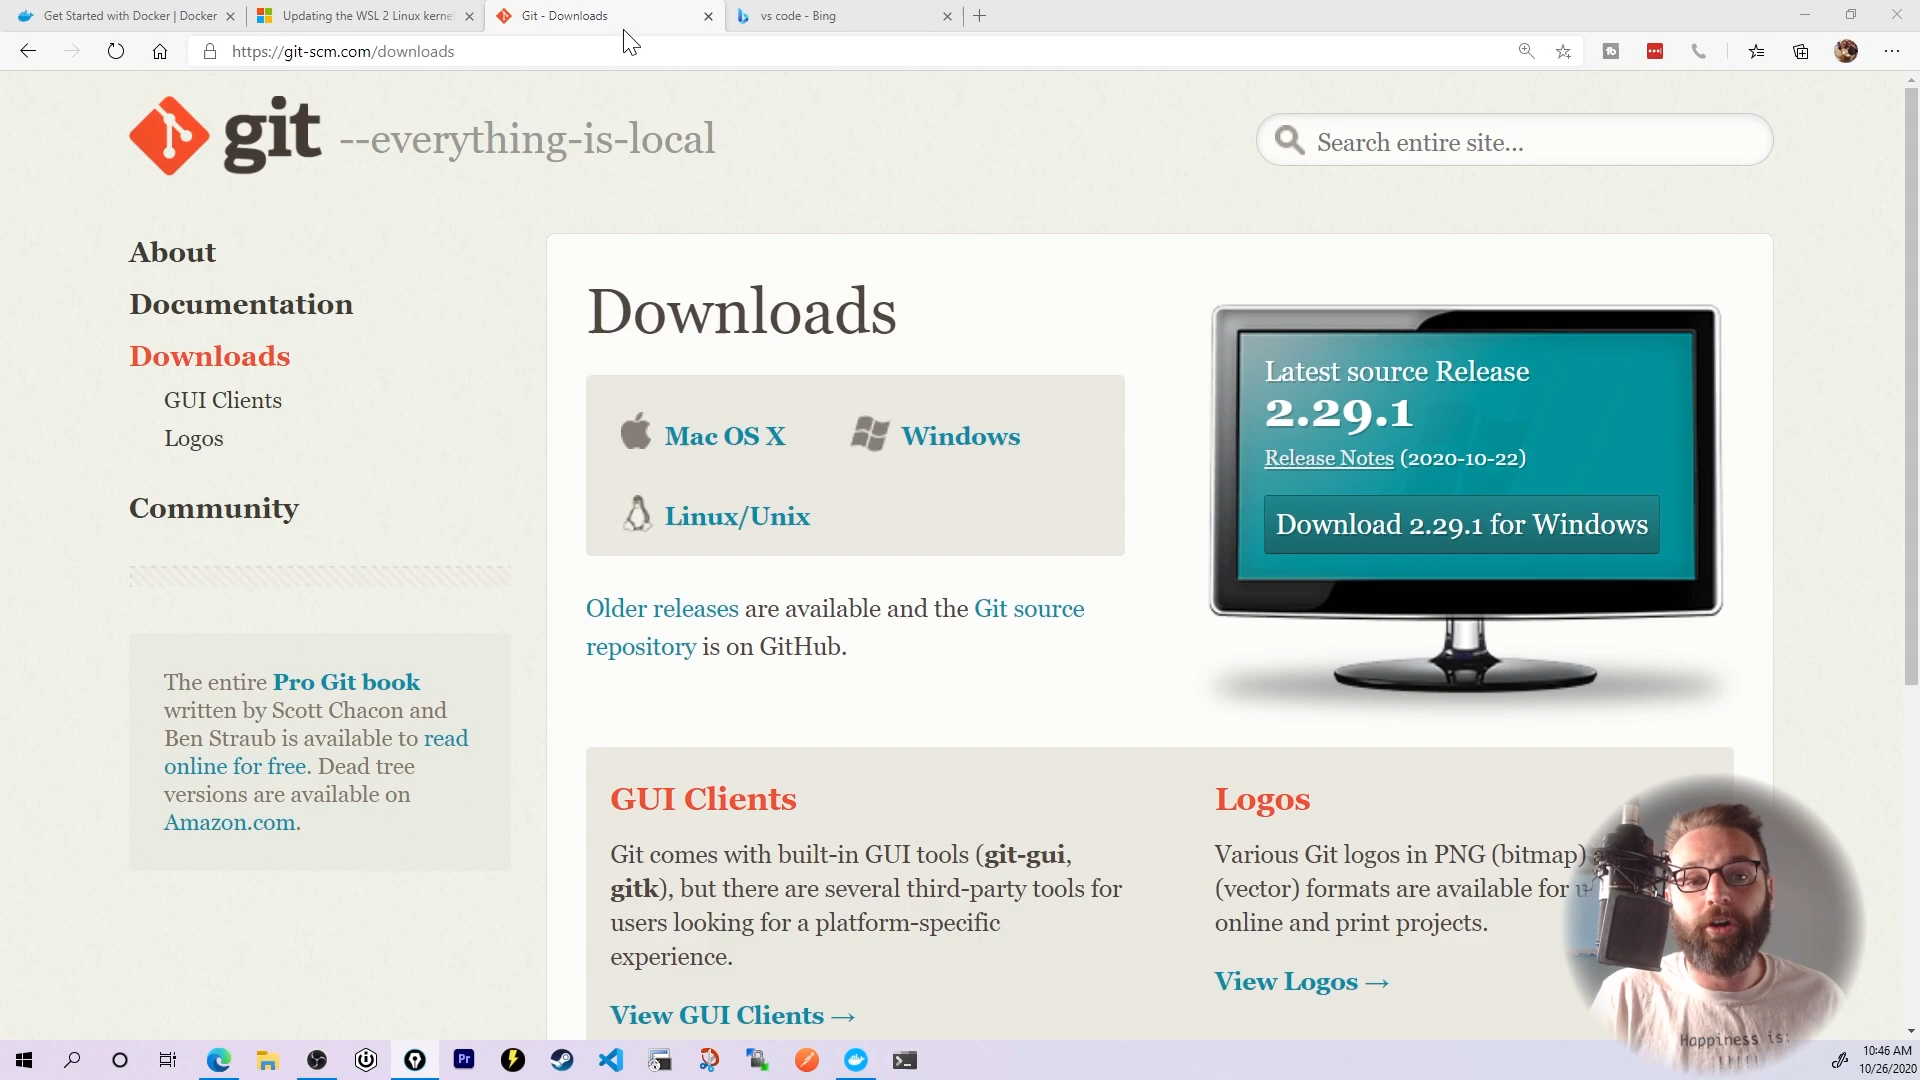 Get Started with Docker | Docker
Updating the WSL 2 Linux kerne
Git - Downloads
vs code - Bing
https://git-scm.com/downloads
git --everything-is-local
Search entire site...
About
Documentation
Downloads
GUI Clients
Logos
Community
The entire Pro Git book
written by Scott Chacon and
Ben Straub is available to read
online for free. Dead tree
versions are available on
Amazon.com.
Downloads
Mac OS X
Windows
Linux/Unix
Older releases are available and the Git source
repository is on GitHub.
Latest source Release
2.29.1
Release Notes (2020-10-22)
Download 2.29.1 for Windows
GUI Clients
Git comes with built-in GUI tools (git-gui,
gitk), but there are several third-party tools for
users looking for a platform-specific
experience.
View GUI Clients →
Logos
Various Git logos in PNG (bitmap)
(vector) formats are available for
online and print projects.
View Logos →
Happiness is:
Pr
10:46 AM
10/26/2020